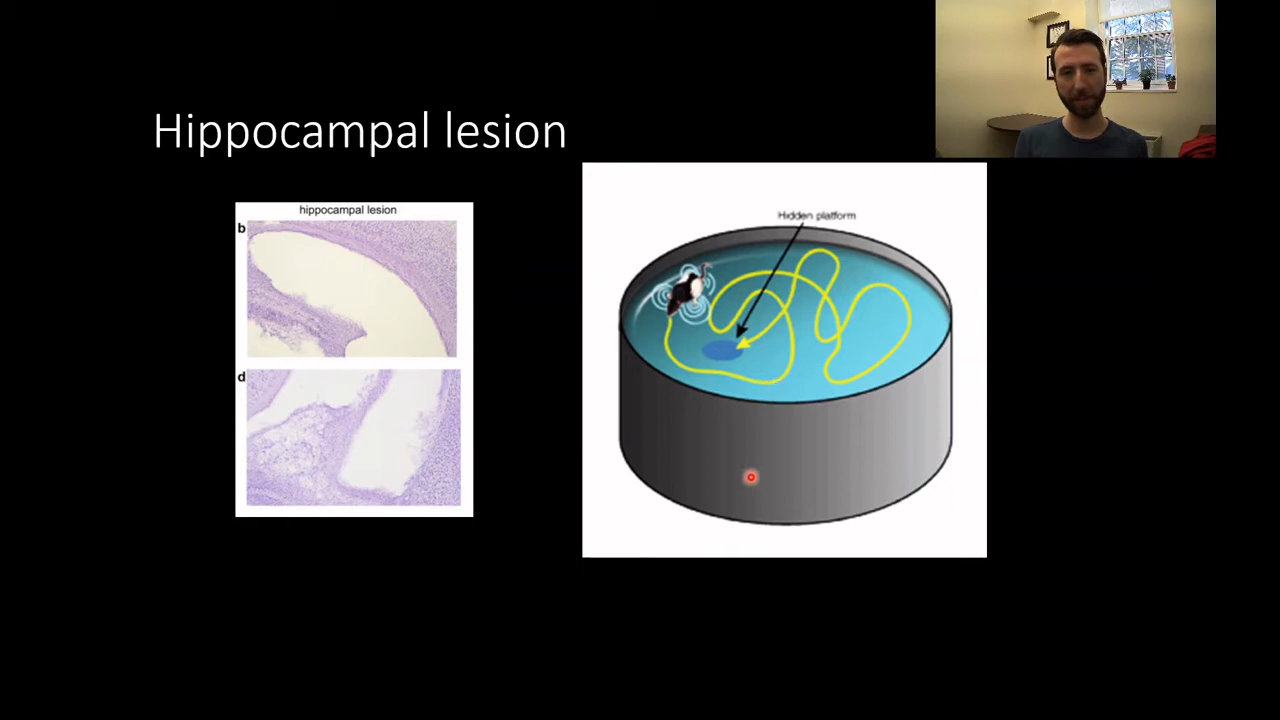 Hippocampal lesion
hippocampal lesion
b
d
Hidden platform